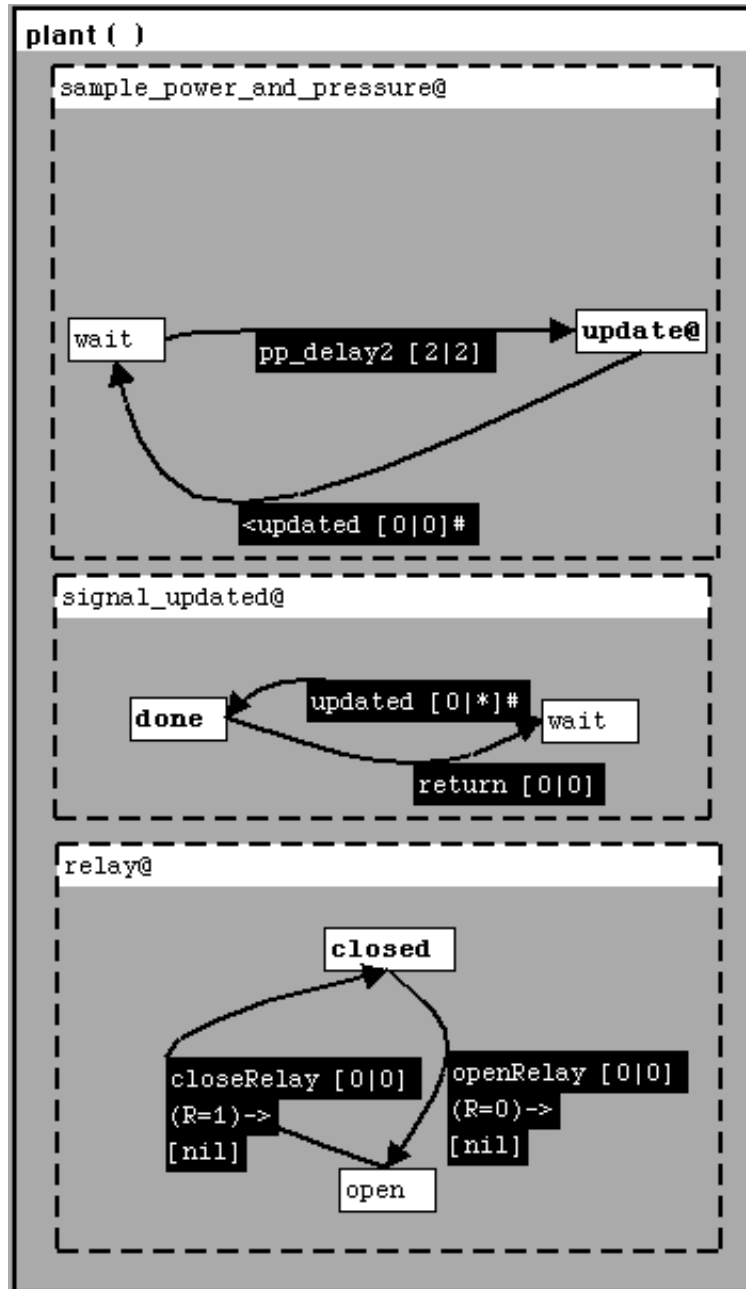 plant ( )
sample_power_and_pressure@
wait
update@
pp_delay2 [2|2]
<updated [0|0]#
signal_updated@
updated [0|*]#
done
wait
return [0|0]
relay@
closed
closeRelay [0|0]
(R=1)->
[nil]
openRelay [0|0]
(R=0)->
[nil]
open